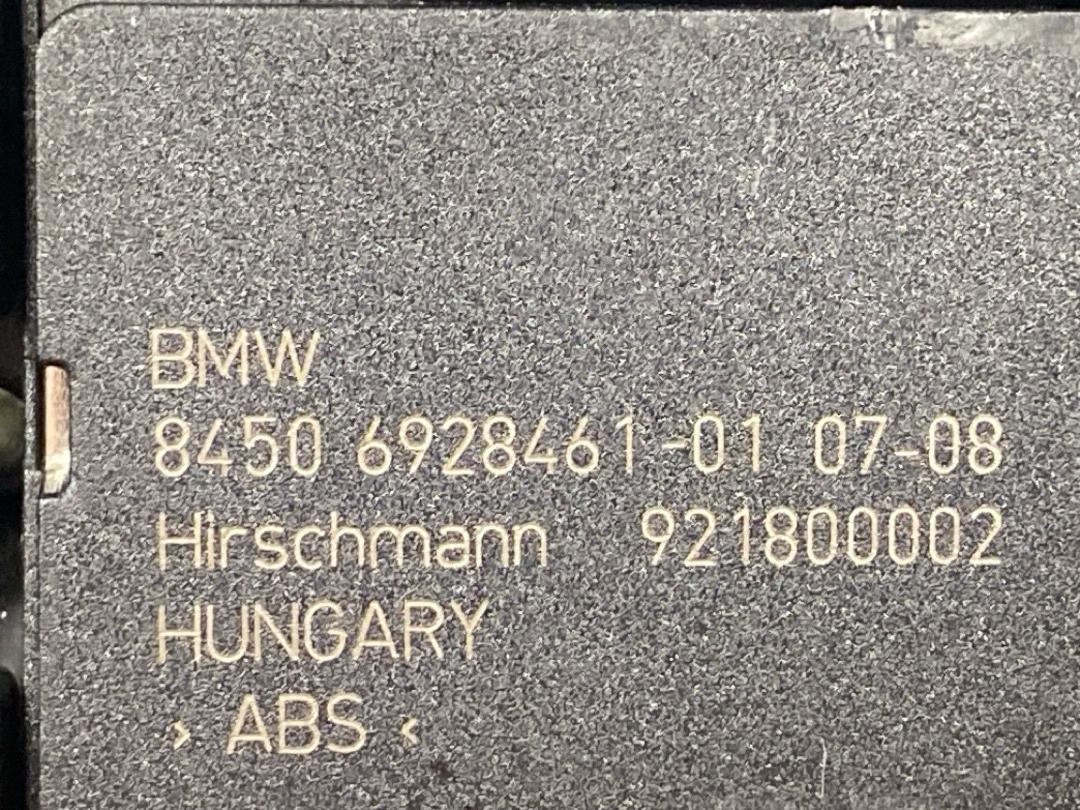 BMW
8450 6928461-01 07-08
Hirschmann 921800002
HUNGARY
> ABS <